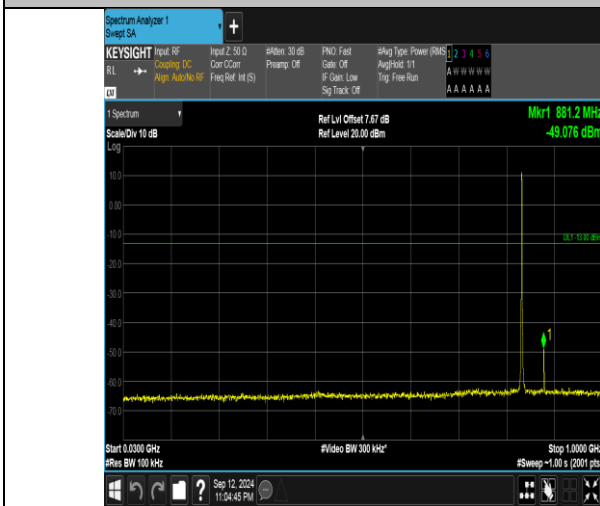 Spectrum Analyzer 1
Swept SA
+
KEYSIGHT Input: RF Input Z: 50 Ω #Atten: 30 dB PNO: Fast #Avg Type: Power (RMS 1 2 3 4 5 6
RL Coupling: DC Corr CCorr Preamp: Off Gate: Off Avg|Hold: 1/1 A W W W W W
Align: Auto/No RF Freq Ref: Int (S) IF Gain: Low Trig: Free Run
LXI Sig Track: Off A A A A A A
1 Spectrum Ref Lvl Offset 7.67 dB Mkr1 881.2 MHz
Scale/Div 10 dB Ref Level 20.00 dBm -49.076 dBm
Log
10.0
0.00
-10.0
DL1 -13.00 dBm
-20.0
-30.0
-40.0
1
-50.0
-60.0
-70.0
Start 0.0300 GHz #Video BW 300 kHz* Stop 1.0000 GHz
#Res BW 100 kHz #Sweep ~1.00 s (2001 pts
? Sep 12, 2024
11:04:45 PM